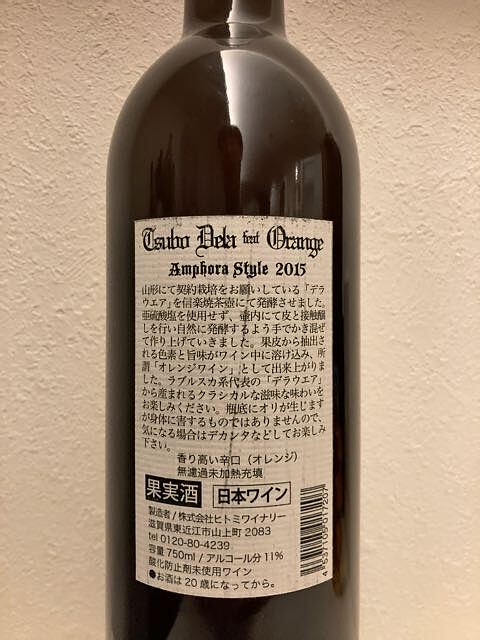 Tsubo Dela feat Orange
Amphora Style 2015
山形にて契約栽培をお願いしている「デラ
ウエア」を信楽焼茶壺にて発酵させました。
亜硫酸塩を使用せず、壷内にて皮と接触醸
しを行い自然に発酵するよう手でかき混ぜ
て作り上げていきました。果皮から抽出さ
れる色素と旨味がワイン中に溶け込み、所
謂「オレンジワイン」として出来上がりま
した。ラブルスカ系代表の「デラウエア」
から産まれるクラシカルな滋味な味わいを
お楽しみください。瓶底にオリが生じます
が身体に害するものではありませんので、
気になる場合はデカンタなどしてお楽しみ
下さい。
香り高い辛口（オレンジ）
無濾過未加熱充填
果実酒 日本ワイン
製造者/株式会社ヒトミワイナリー
滋賀県東近江市山上町2083
tel 0120-80-4239
容量 750ml / アルコール分11%
酸化防止剤未使用ワイン
●お酒は20歳になってから。
4 537105 017207